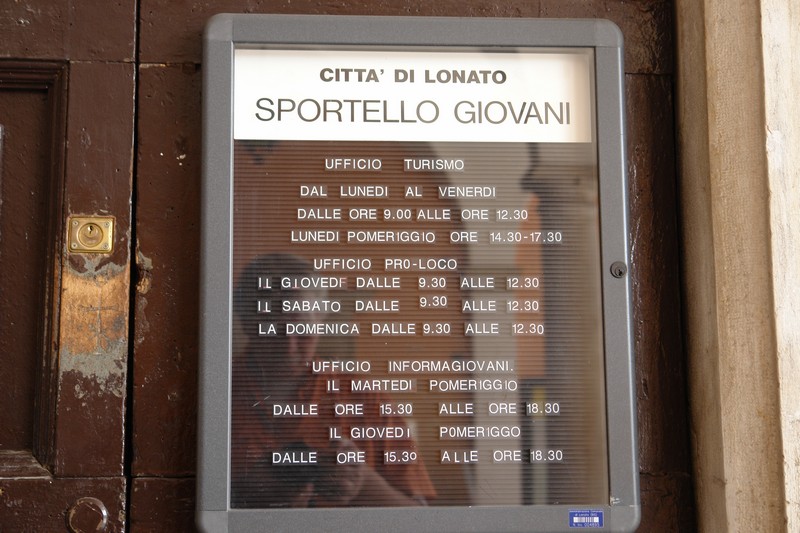 CITTA' DI LONATO
SPORTELLO GIOVANI
UFFICIO TURISMO
DAL LUNEDI AL VENERDI
DALLE ORE 9.00 ALLE ORE 12.30
LUNEDI POMERIGGIO ORE 14.30-17.30
UFFICIO PRO-LOCO
IL GIOVEDF DALLE 9.30 ALLE 12.30
IL SABATO DALLE 9.30 ALLE 12.30
LA DOMENICA DALLE 9.30 ALLE 12.30
UFFICIO INFORMAGIOVANI.
IL MARTEDI POMERIGGIO
DALLE ORE 15.30 ALLE ORE 18.30
IL GIOVEDI POMERIGGO
DALLE ORE 15.30 ALLE ORE 18.30